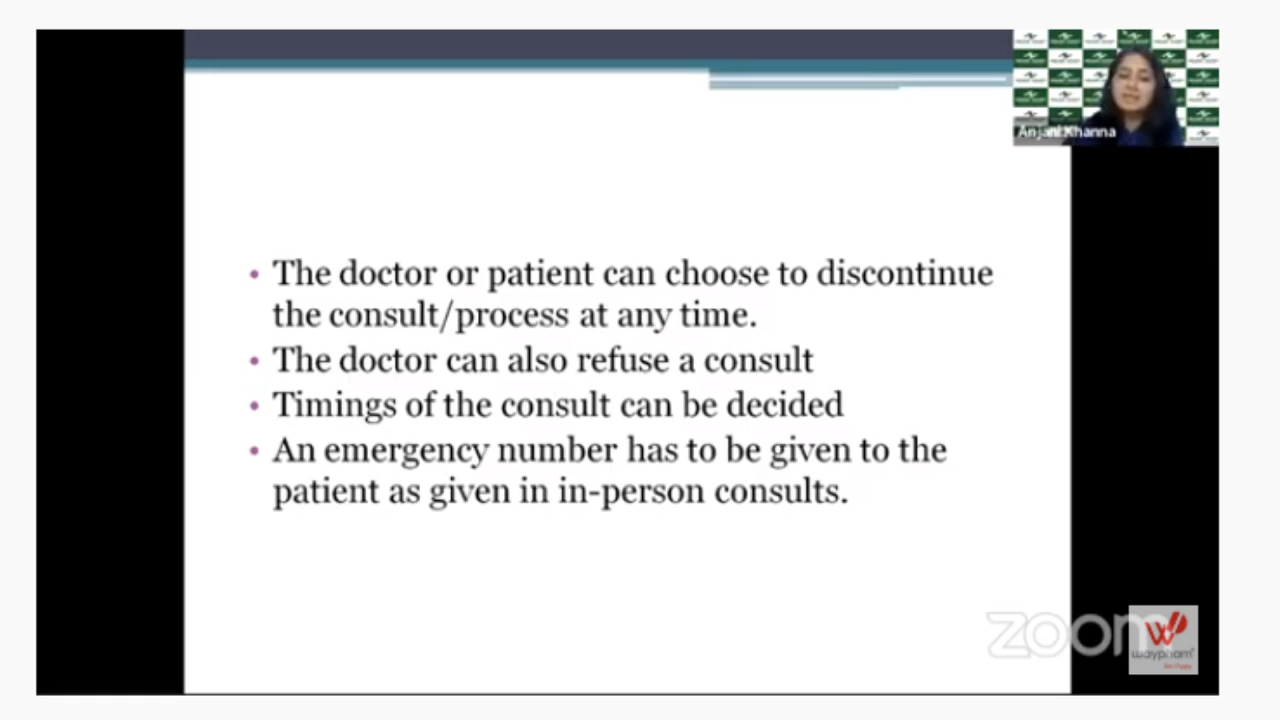 Anjani Khanna
• The doctor or patient can choose to discontinue
the consult/process at any time.
• The doctor can also refuse a consult
• Timings of the consult can be decided
• An emergency number has to be given to the
patient as given in in-person consults.
zoom